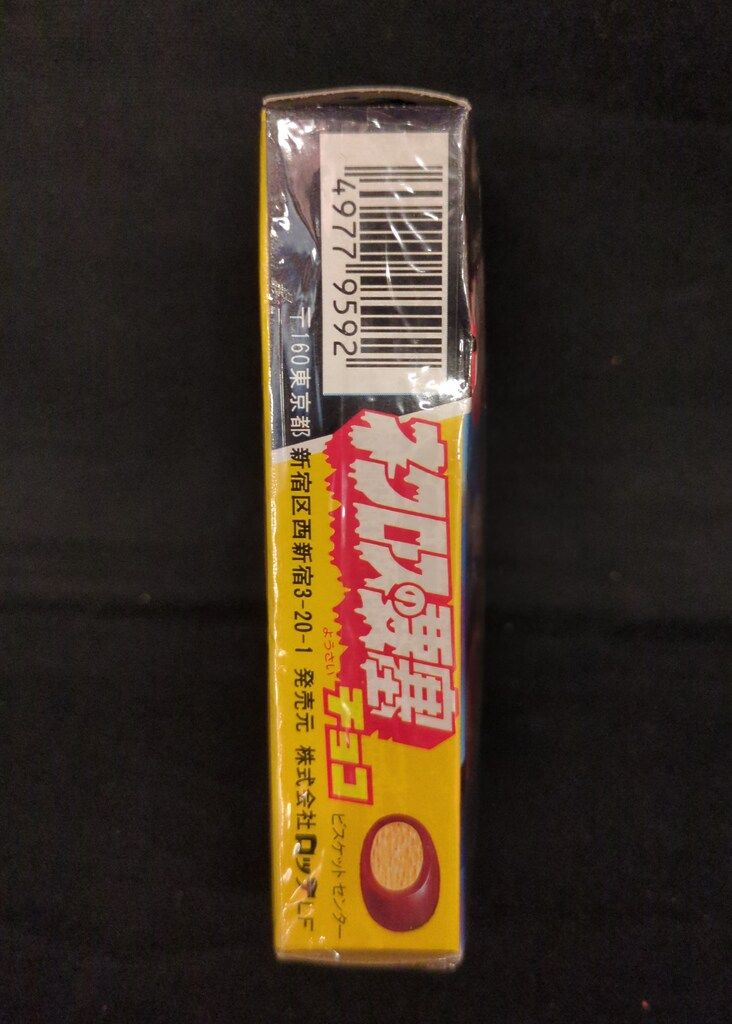 4977 9592
ネクロスの要塞
ようさい
チョコ
ビスケットセンター
〒160東京都新宿区西新宿3-20-1 発売元 株式会社ロッテLF